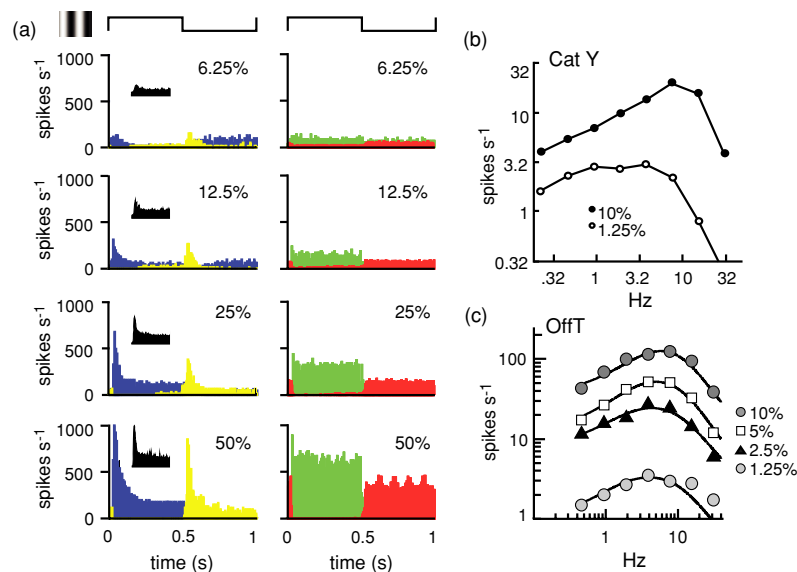 (a)
1000
500
0
spikes s-1
6.25%
6.25%
1000
500
0
spikes s-1
12.5%
12.5%
1000
500
0
spikes s-1
25%
25%
1000
500
0
spikes s-1
50%
50%
0 0.5 1
time (s)
0 0.5 1
time (s)
(b)
Cat Y
32
10
3.2
1
0.32
spikes s-1
10%
1.25%
.32 1 3.2 10 32
Hz
(c)
OffT
100
10
1
spikes s-1
10%
5%
2.5%
1.25%
1 10
Hz